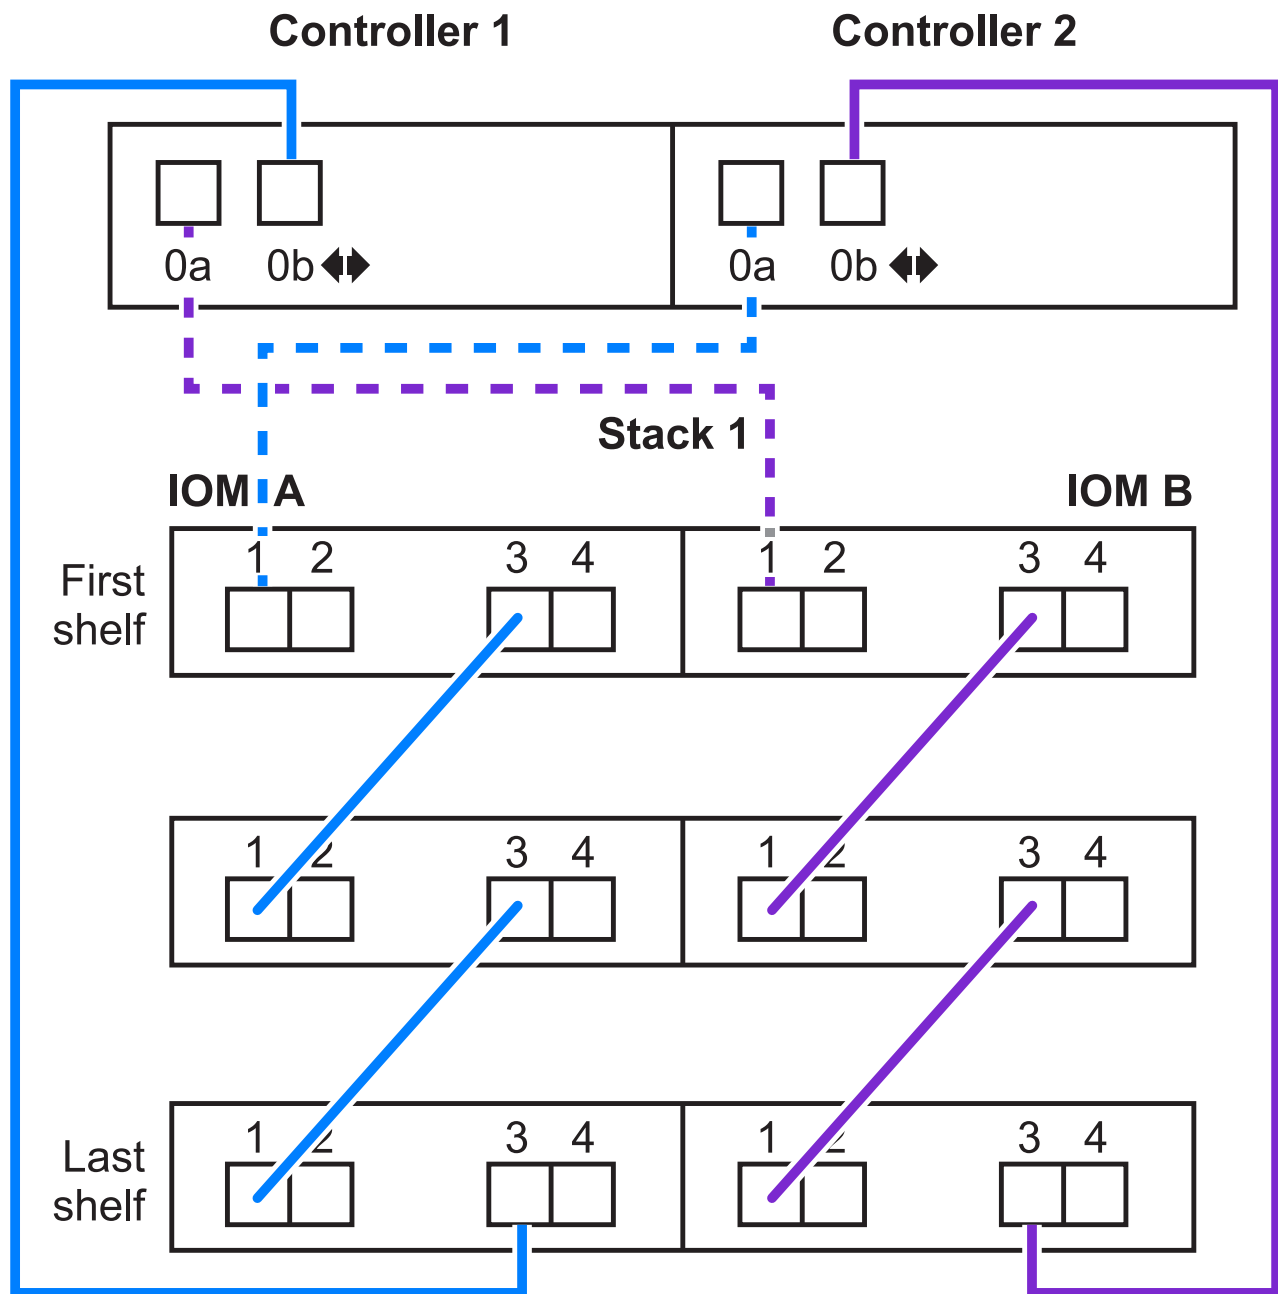 Controller 1 Controller 2
0a 0b 0a 0b
Stack 1
IOM A IOM B
1 2 3 4 1 2 3 4
First
shelf
1 2 3 4 1 2 3 4
1 2 3 4 1 2 3 4
Last
shelf